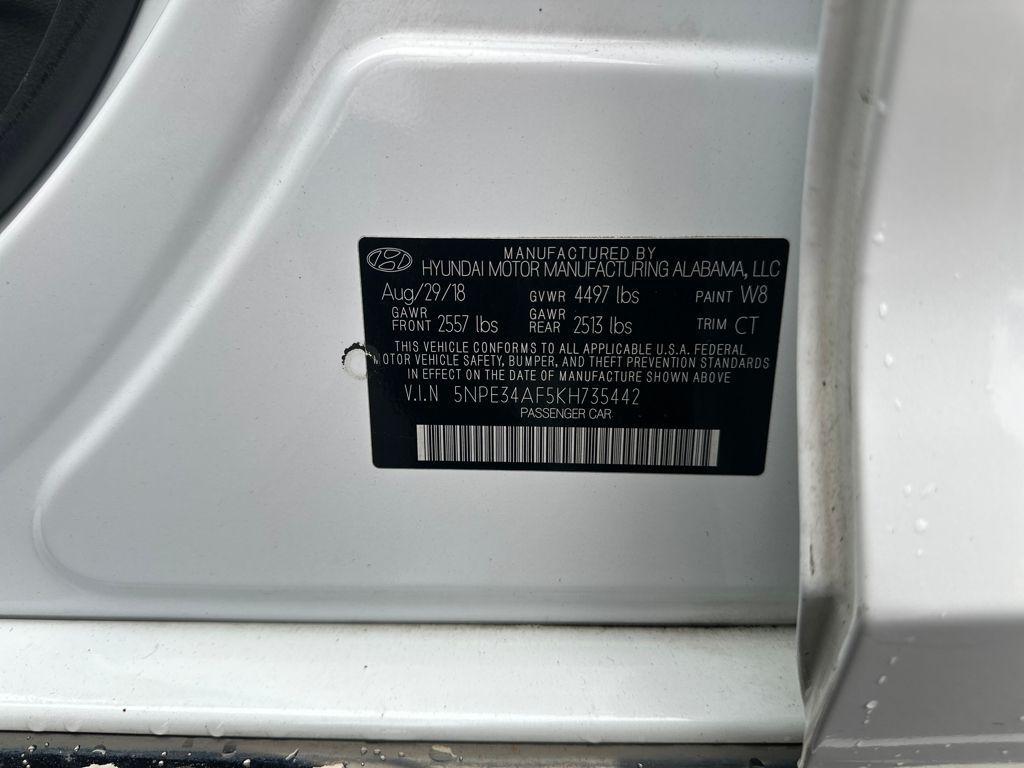 MANUFACTURED BY
HYUNDAI MOTOR MANUFACTURING ALABAMA, LLC
Aug/29/18 GVWR 4497 lbs PAINT W8
GAWR FRONT 2557 lbs GAWR REAR 2513 lbs TRIM CT
THIS VEHICLE CONFORMS TO ALL APPLICABLE U.S.A. FEDERAL
MOTOR VEHICLE SAFETY, BUMPER, AND THEFT PREVENTION STANDARDS
IN EFFECT ON THE DATE OF MANUFACTURE SHOWN ABOVE
V.I.N 5NPE34AF5KH735442
PASSENGER CAR